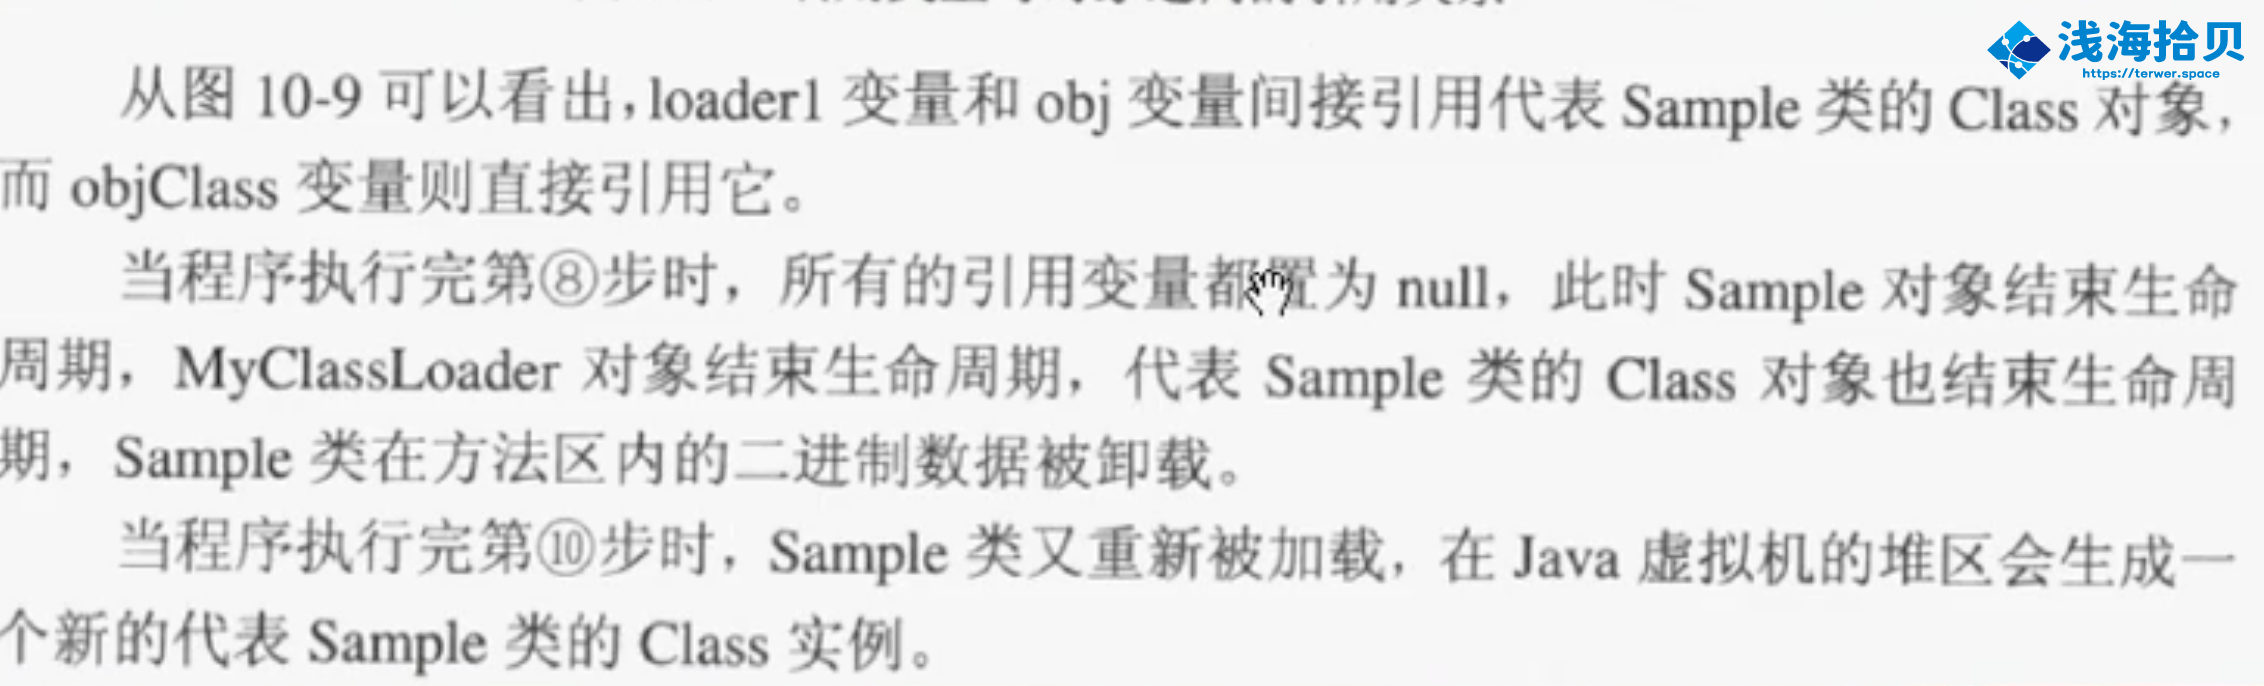 浅海拾贝
https://terwer.space
从图 10-9 可以看出，loader1 变量和 obj 变量间接引用代表 Sample 类的 Class 对象，
而 objClass 变量则直接引用它。
当程序执行完第⑧步时，所有的引用变量都置为 null，此时 Sample 对象结束生命
周期，MyClassLoader 对象结束生命周期，代表 Sample 类的 Class 对象也结束生命周
期，Sample 类在方法区内的二进制数据被卸载。
当程序执行完第⑩步时，Sample 类又重新被加载，在 Java 虚拟机的堆区会生成一
个新的代表 Sample 类的 Class 实例。